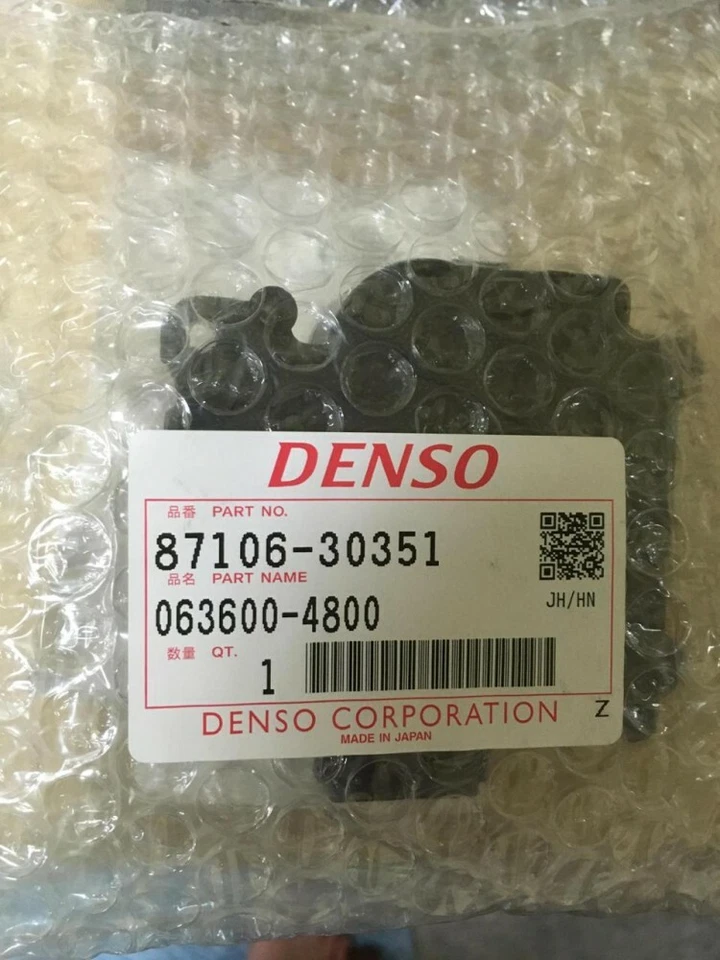 DENSO
品番 PART NO.
87106-30351
品名 PART NAME
063600-4800
JH/HN
数量 QT.
1
DENSO CORPORATION
Z
MADE IN JAPAN